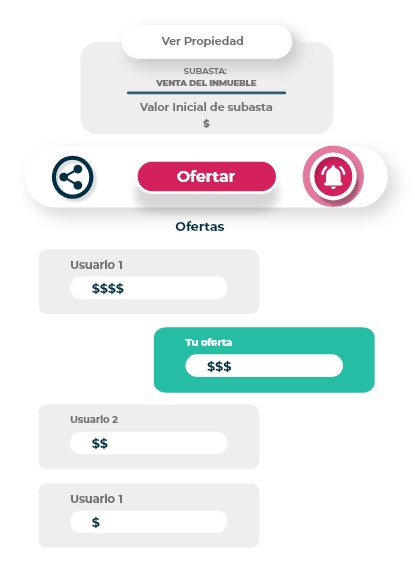 Ver Propiedad
SUBASTA:
VENTA DEL INMUEBLE
Valor Inicial de subasta
$
Ofertar
Ofertas
Usuario 1
$$$$
Tu oferta
$$$
Usuario 2
$$
Usuario 1
$